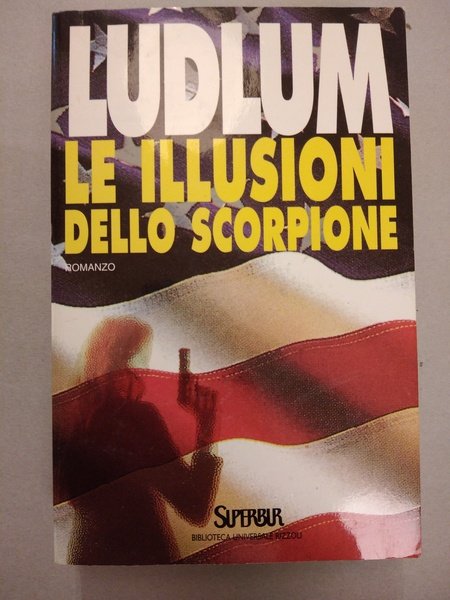 LUDLUM
LE ILLUSIONI
DELLO SCORPIONE
ROMANZO
SUPERBUR
BIBLIOTECA UNIVERSALE RIZZOLI